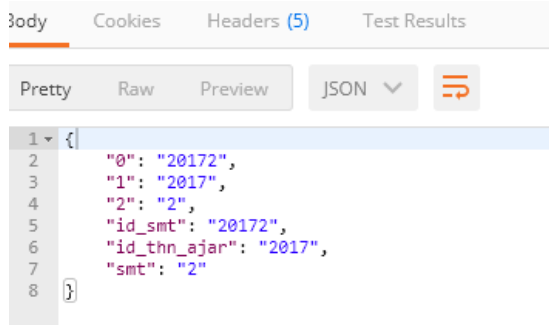 Body Cookies Headers (5) Test Results
Pretty Raw Preview JSON
1 {
2 "0": "20172",
3 "1": "2017",
4 "2": "2",
5 "id_smt": "20172",
6 "id_thn_ajar": "2017",
7 "smt": "2"
8 }